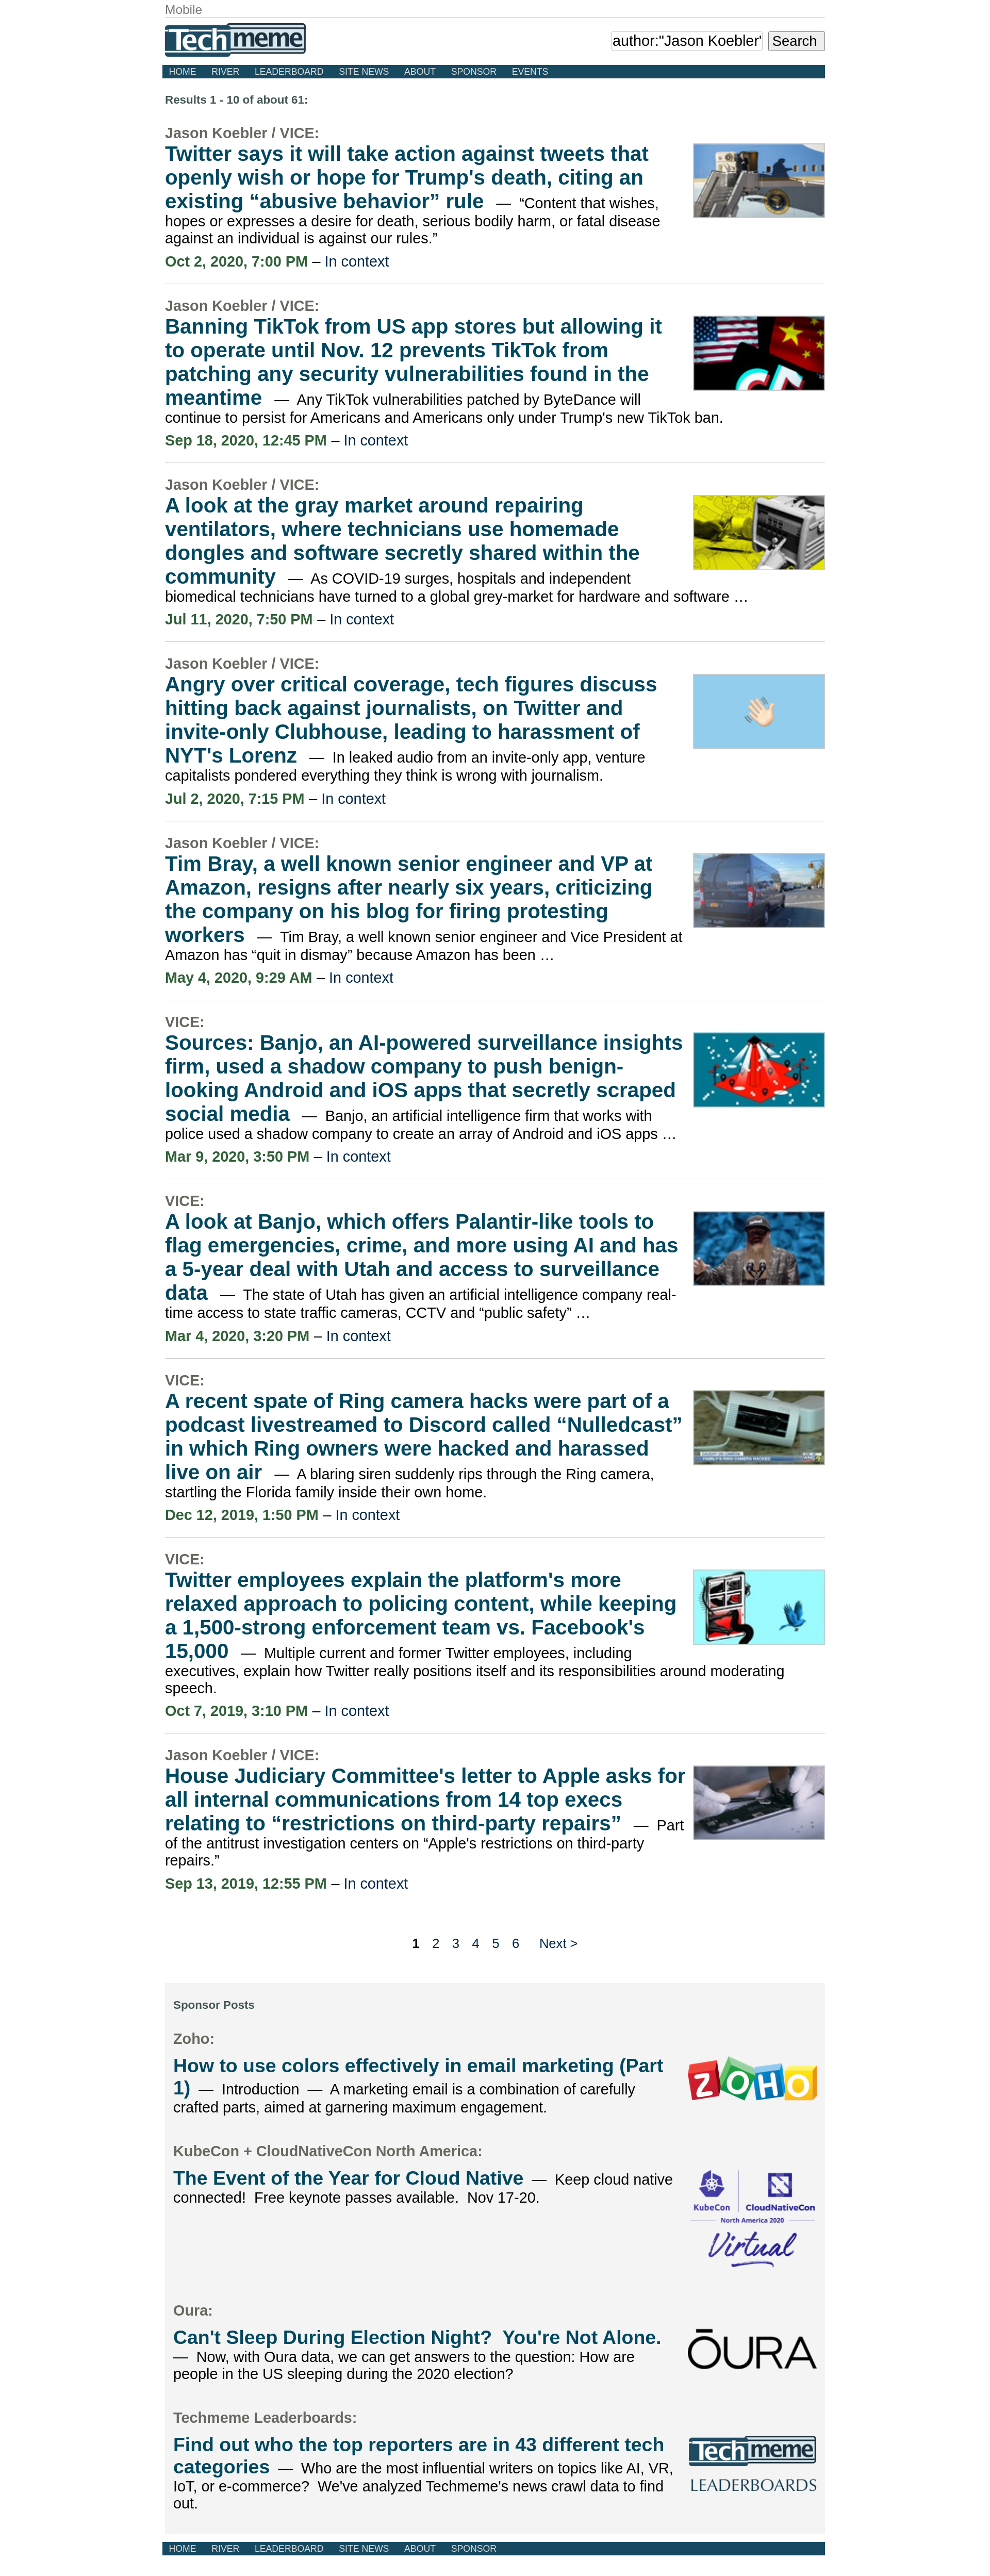 Mobile
Techmeme
author:"Jason Koebler" Search
HOME RIVER LEADERBOARD SITE NEWS ABOUT SPONSOR EVENTS
Results 1 - 10 of about 61:
Jason Koebler / VICE:
Twitter says it will take action against tweets that
openly wish or hope for Trump's death, citing an
existing “abusive behavior” rule — “Content that wishes,
hopes or expresses a desire for death, serious bodily harm, or fatal disease
against an individual is against our rules.”
Oct 2, 2020, 7:00 PM – In context
Jason Koebler / VICE:
Banning TikTok from US app stores but allowing it
to operate until Nov. 12 prevents TikTok from
patching any security vulnerabilities found in the
meantime — Any TikTok vulnerabilities patched by ByteDance will
continue to persist for Americans and Americans only under Trump's new TikTok ban.
Sep 18, 2020, 12:45 PM – In context
Jason Koebler / VICE:
A look at the gray market around repairing
ventilators, where technicians use homemade
dongles and software secretly shared within the
community — As COVID-19 surges, hospitals and independent
biomedical technicians have turned to a global grey-market for hardware and software …
Jul 11, 2020, 7:50 PM – In context
Jason Koebler / VICE:
Angry over critical coverage, tech figures discuss
hitting back against journalists, on Twitter and
invite-only Clubhouse, leading to harassment of
NYT's Lorenz — In leaked audio from an invite-only app, venture
capitalists pondered everything they think is wrong with journalism.
Jul 2, 2020, 7:15 PM – In context
Jason Koebler / VICE:
Tim Bray, a well known senior engineer and VP at
Amazon, resigns after nearly six years, criticizing
the company on his blog for firing protesting
workers — Tim Bray, a well known senior engineer and Vice President at
Amazon has “quit in dismay” because Amazon has been …
May 4, 2020, 9:29 AM – In context
VICE:
Sources: Banjo, an AI-powered surveillance insights
firm, used a shadow company to push benign-
looking Android and iOS apps that secretly scraped
social media — Banjo, an artificial intelligence firm that works with
police used a shadow company to create an array of Android and iOS apps …
Mar 9, 2020, 3:50 PM – In context
VICE:
A look at Banjo, which offers Palantir-like tools to
flag emergencies, crime, and more using AI and has
a 5-year deal with Utah and access to surveillance
data — The state of Utah has given an artificial intelligence company real-
time access to state traffic cameras, CCTV and “public safety” …
Mar 4, 2020, 3:20 PM – In context
VICE:
A recent spate of Ring camera hacks were part of a
podcast livestreamed to Discord called “Nulledcast”
in which Ring owners were hacked and harassed
live on air — A blaring siren suddenly rips through the Ring camera,
startling the Florida family inside their own home.
Dec 12, 2019, 1:50 PM – In context
VICE:
Twitter employees explain the platform's more
relaxed approach to policing content, while keeping
a 1,500-strong enforcement team vs. Facebook's
15,000 — Multiple current and former Twitter employees, including
executives, explain how Twitter really positions itself and its responsibilities around moderating
speech.
Oct 7, 2019, 3:10 PM – In context
Jason Koebler / VICE:
House Judiciary Committee's letter to Apple asks for
all internal communications from 14 top execs
relating to “restrictions on third-party repairs” — Part
of the antitrust investigation centers on “Apple's restrictions on third-party
repairs.”
Sep 13, 2019, 12:55 PM – In context
1 2 3 4 5 6 Next >
Sponsor Posts
Zoho:
How to use colors effectively in email marketing (Part
1) — Introduction — A marketing email is a combination of carefully
crafted parts, aimed at garnering maximum engagement.
ZOHO
KubeCon + CloudNativeCon North America:
The Event of the Year for Cloud Native — Keep cloud native
connected! Free keynote passes available. Nov 17-20.
KubeCon CloudNativeCon
North America 2020
Virtual
Oura:
Can't Sleep During Election Night? You're Not Alone.
— Now, with Oura data, we can get answers to the question: How are
people in the US sleeping during the 2020 election?
ŌURA
Techmeme Leaderboards:
Find out who the top reporters are in 43 different tech
categories — Who are the most influential writers on topics like AI, VR,
IoT, or e-commerce? We've analyzed Techmeme's news crawl data to find
out.
Techmeme
LEADERBOARDS
HOME RIVER LEADERBOARD SITE NEWS ABOUT SPONSOR